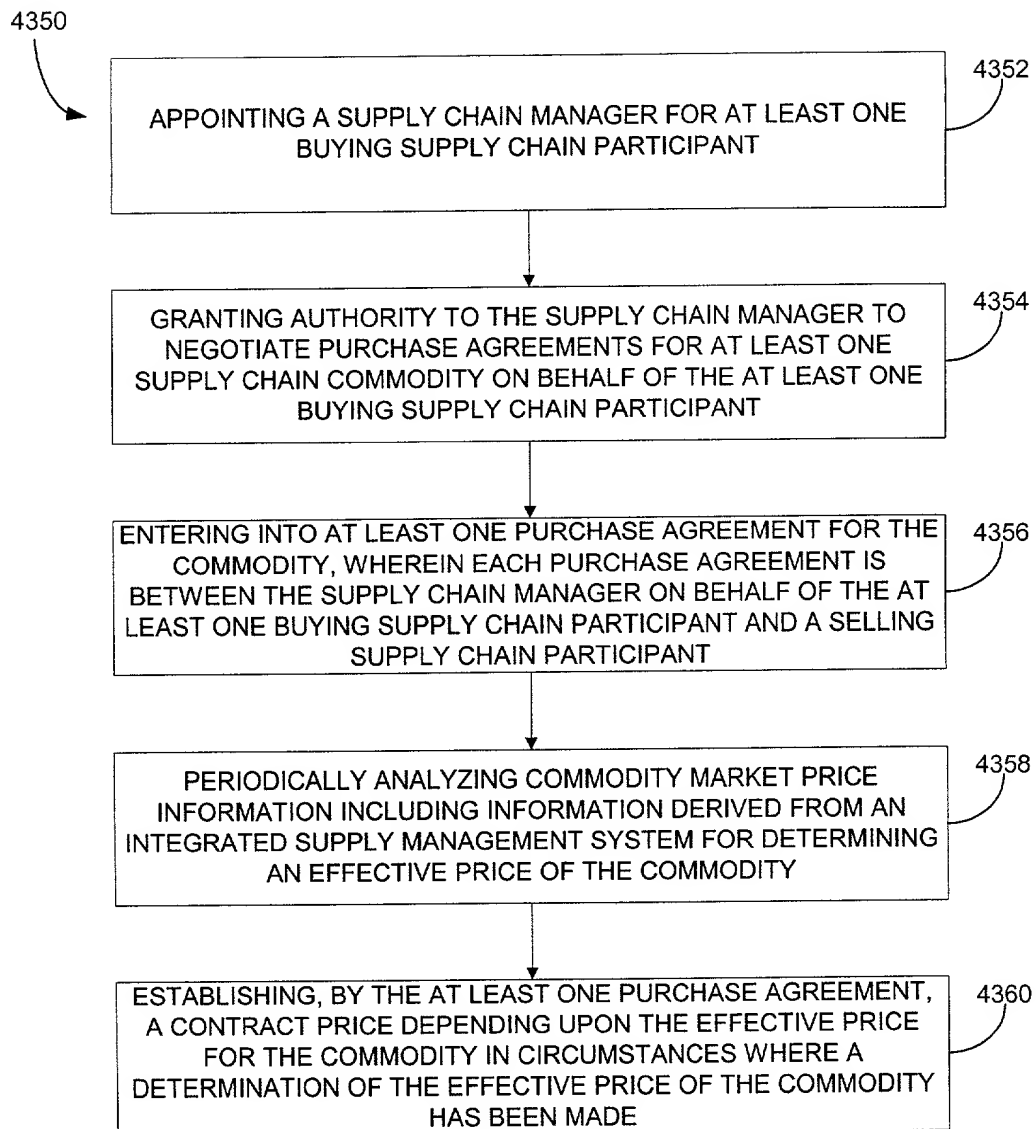 4350
4352
APPOINTING A SUPPLY CHAIN MANAGER FOR AT LEAST ONE
BUYING SUPPLY CHAIN PARTICIPANT
4354
GRANTING AUTHORITY TO THE SUPPLY CHAIN MANAGER TO
NEGOTIATE PURCHASE AGREEMENTS FOR AT LEAST ONE
SUPPLY CHAIN COMMODITY ON BEHALF OF THE AT LEAST ONE
BUYING SUPPLY CHAIN PARTICIPANT
4356
ENTERING INTO AT LEAST ONE PURCHASE AGREEMENT FOR THE
COMMODITY, WHEREIN EACH PURCHASE AGREEMENT IS
BETWEEN THE SUPPLY CHAIN MANAGER ON BEHALF OF THE AT
LEAST ONE BUYING SUPPLY CHAIN PARTICIPANT AND A SELLING
SUPPLY CHAIN PARTICIPANT
4358
PERIODICALLY ANALYZING COMMODITY MARKET PRICE
INFORMATION INCLUDING INFORMATION DERIVED FROM AN
INTEGRATED SUPPLY MANAGEMENT SYSTEM FOR DETERMINING
AN EFFECTIVE PRICE OF THE COMMODITY
4360
ESTABLISHING, BY THE AT LEAST ONE PURCHASE AGREEMENT,
A CONTRACT PRICE DEPENDING UPON THE EFFECTIVE PRICE
FOR THE COMMODITY IN CIRCUMSTANCES WHERE A
DETERMINATION OF THE EFFECTIVE PRICE OF THE COMMODITY
HAS BEEN MADE